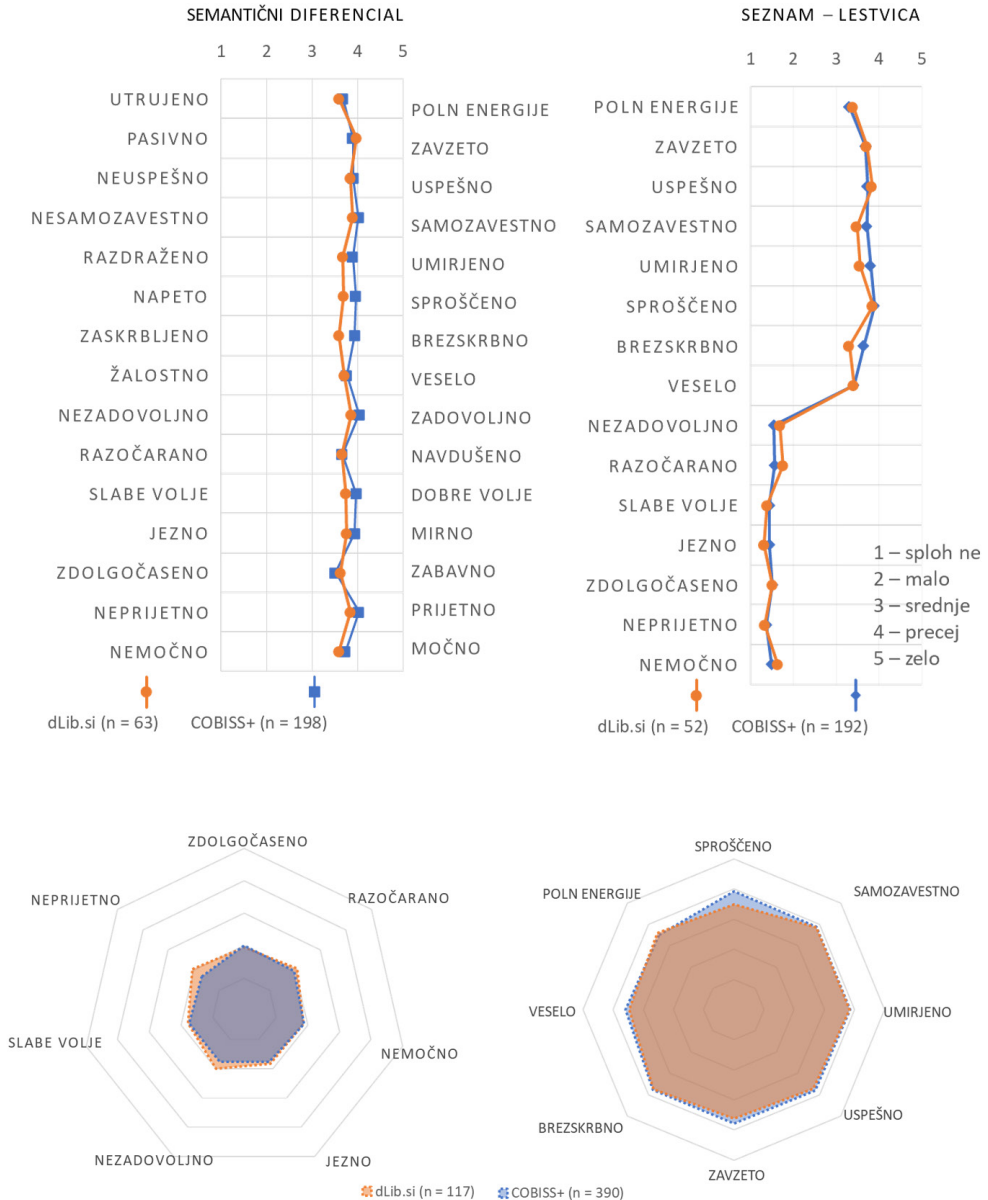 SEMANTIČNI DIFERENCIAL
1 2 3 4 5
UTRUJENO POLN ENERGIJE
PASIVNO ZAVZETO
NEUSPEŠNO USPEŠNO
NESAMOZAVESTNO SAMOZAVESTNO
RAZDRAŽENO UMIRJENO
NAPETO SPROŠČENO
ZASKRBLJENO BREZSKRBNO
ŽALOSTNO VESELO
NEZADOVOLJNO ZADOVOLJNO
RAZOČARANO NAVDUŠENO
SLABE VOLJE DOBRE VOLJE
JEZNO MIRNO
ZDOLGOČASENO ZABAVNO
NEPRIJETNO PRIJETNO
NEMOČNO MOČNO
dLib.si (n = 63) COBISS+ (n = 198)
SEZNAM – LESTVICA
1 2 3 4 5
POLN ENERGIJE
ZAVZETO
USPEŠNO
SAMOZAVESTNO
UMIRJENO
SPROŠČENO
BREZSKRBNO
VESELO
NEZADOVOLJNO
RAZOČARANO
SLABE VOLJE
JEZNO
ZDOLGOČASENO
NEPRIJETNO
NEMOČNO
1 – sploh ne
2 – malo
3 – srednje
4 – precej
5 – zelo
dLib.si (n = 52) COBISS+ (n = 192)
ZDOLGOČASENO
RAZOČARANO
NEMOČNO
JEZNO
NEZADOVOLJNO
SLABE VOLJE
NEPRIJETNO
SPROŠČENO
SAMOZAVESTNO
UMIRJENO
USPEŠNO
ZAVZETO
BREZSKRBNO
VESELO
POLN ENERGIJE
dLib.si (n = 117) COBISS+ (n = 390)